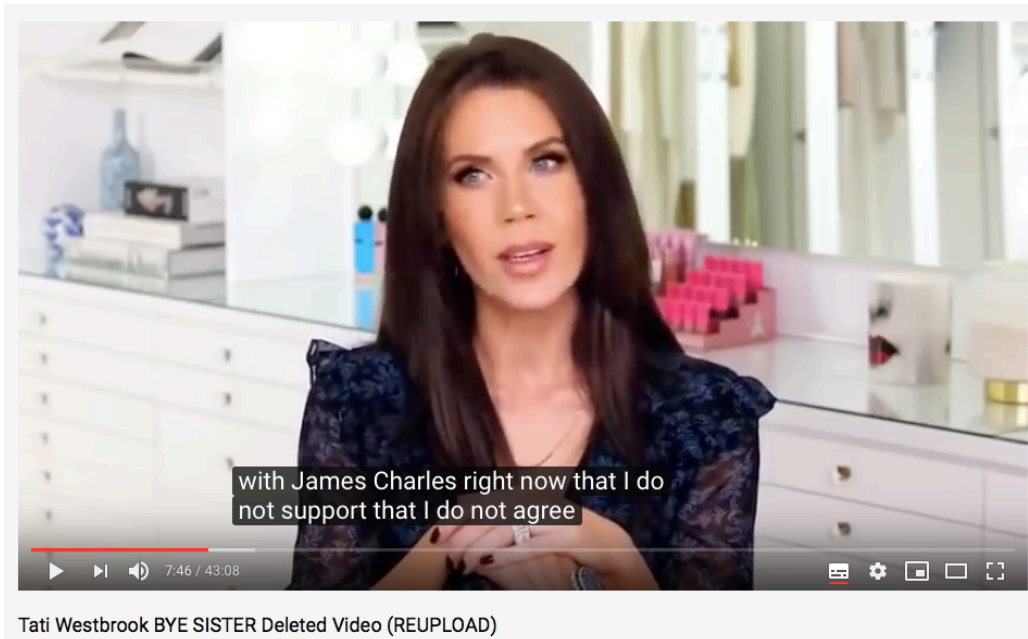 with James Charles right now that I do
not support that I do not agree
7:46 / 43:08
Tati Westbrook BYE SISTER Deleted Video (REUPLOAD)